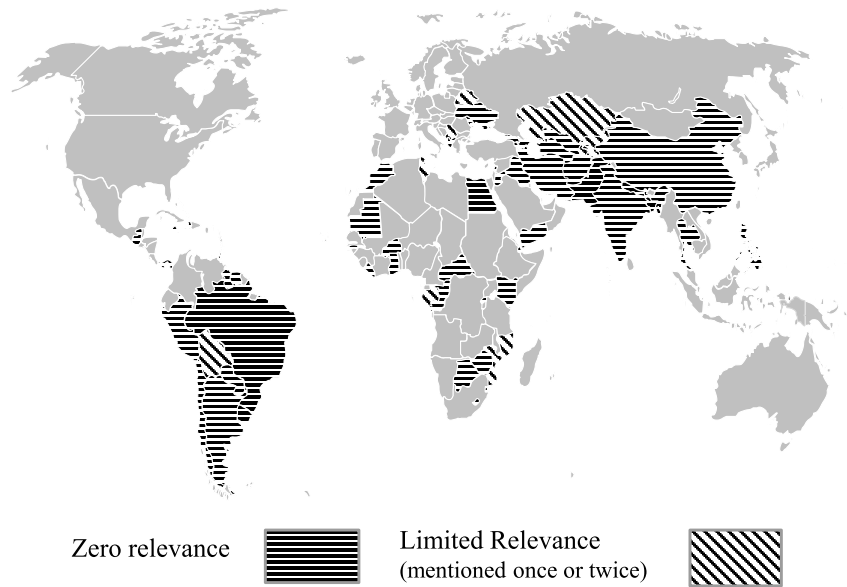 Zero relevance
Limited Relevance
(mentioned once or twice)